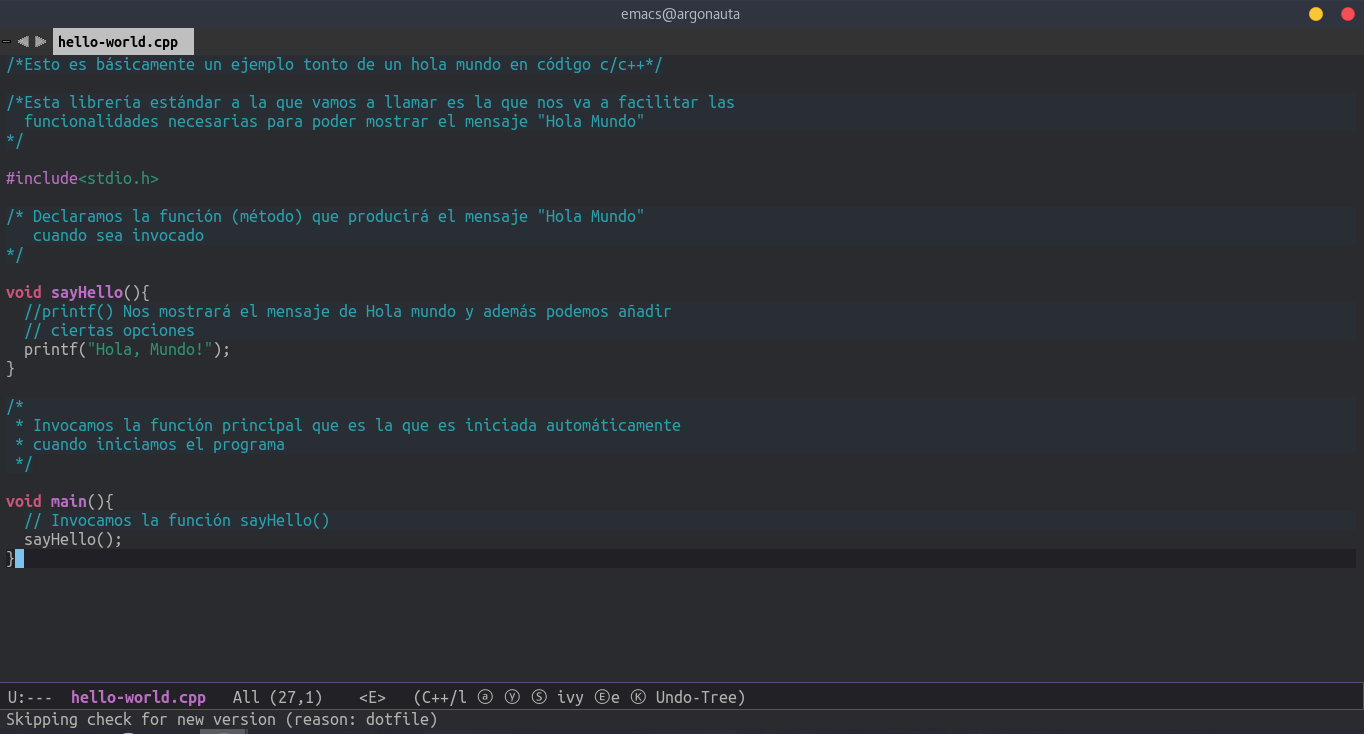 emacs@argonauta
hello-world.cpp
/*Esto es básicamente un ejemplo tonto de un hola mundo en código c/c++*/
/*Esta librería estándar a la que vamos a llamar es la que nos va a facilitar las
funcionalidades necesarias para poder mostrar el mensaje "Hola Mundo"
*/
#include<stdio.h>
/* Declaramos la función (método) que producirá el mensaje "Hola Mundo"
cuando sea invocado
*/
void sayHello(){
//printf() Nos mostrará el mensaje de Hola mundo y además podemos añadir
// ciertas opciones
printf("Hola, Mundo!");
}
/*
* Invocamos la función principal que es la que es iniciada automáticamente
* cuando iniciamos el programa
*/
void main(){
// Invocamos la función sayHello()
sayHello();
}
U:--- hello-world.cpp All (27,1) <E> (C++/l ⓐ ⓨ Ⓢ ivy Ⓔe Ⓚ Undo-Tree)
Skipping check for new version (reason: dotfile)